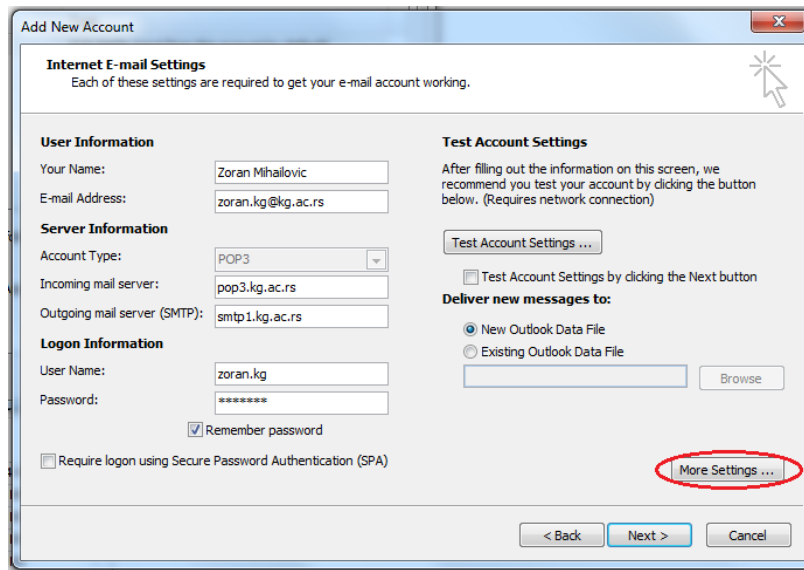 Add New Account
Internet E-mail Settings
Each of these settings are required to get your e-mail account working.
User Information
Your Name:
Zoran Mihailovic
E-mail Address:
zoran.kg@kg.ac.rs
Server Information
Account Type:
POP3
Incoming mail server:
pop3.kg.ac.rs
Outgoing mail server (SMTP):
smtp1.kg.ac.rs
Logon Information
User Name:
zoran.kg
Password:
*******
Remember password
Require logon using Secure Password Authentication (SPA)
Test Account Settings
After filling out the information on this screen, we
recommend you test your account by clicking the button
below. (Requires network connection)
Test Account Settings ...
Test Account Settings by clicking the Next button
Deliver new messages to:
New Outlook Data File
Existing Outlook Data File
Browse
More Settings ...
< Back
Next >
Cancel